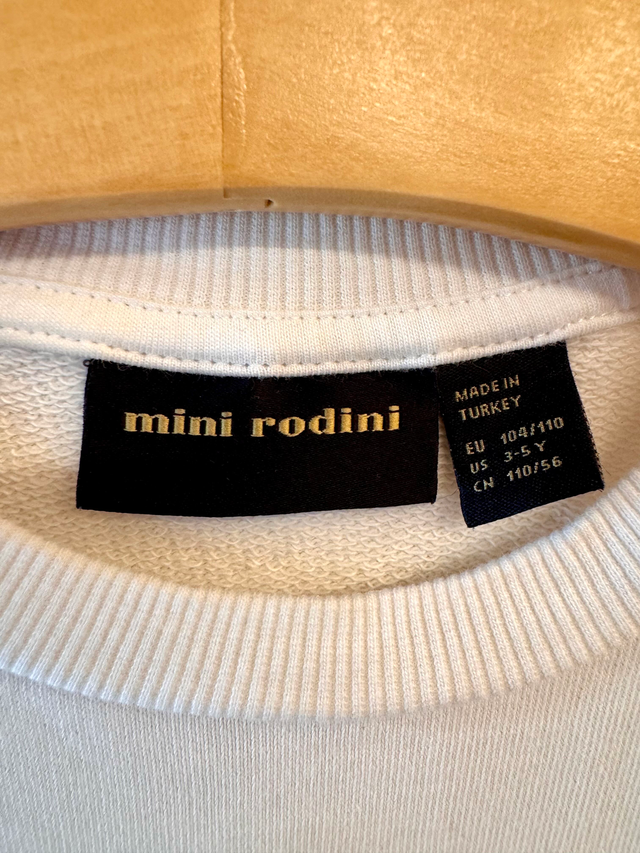 mini rodini
MADE IN
TURKEY
EU 104/110
US 3-5 Y
CN 110/56